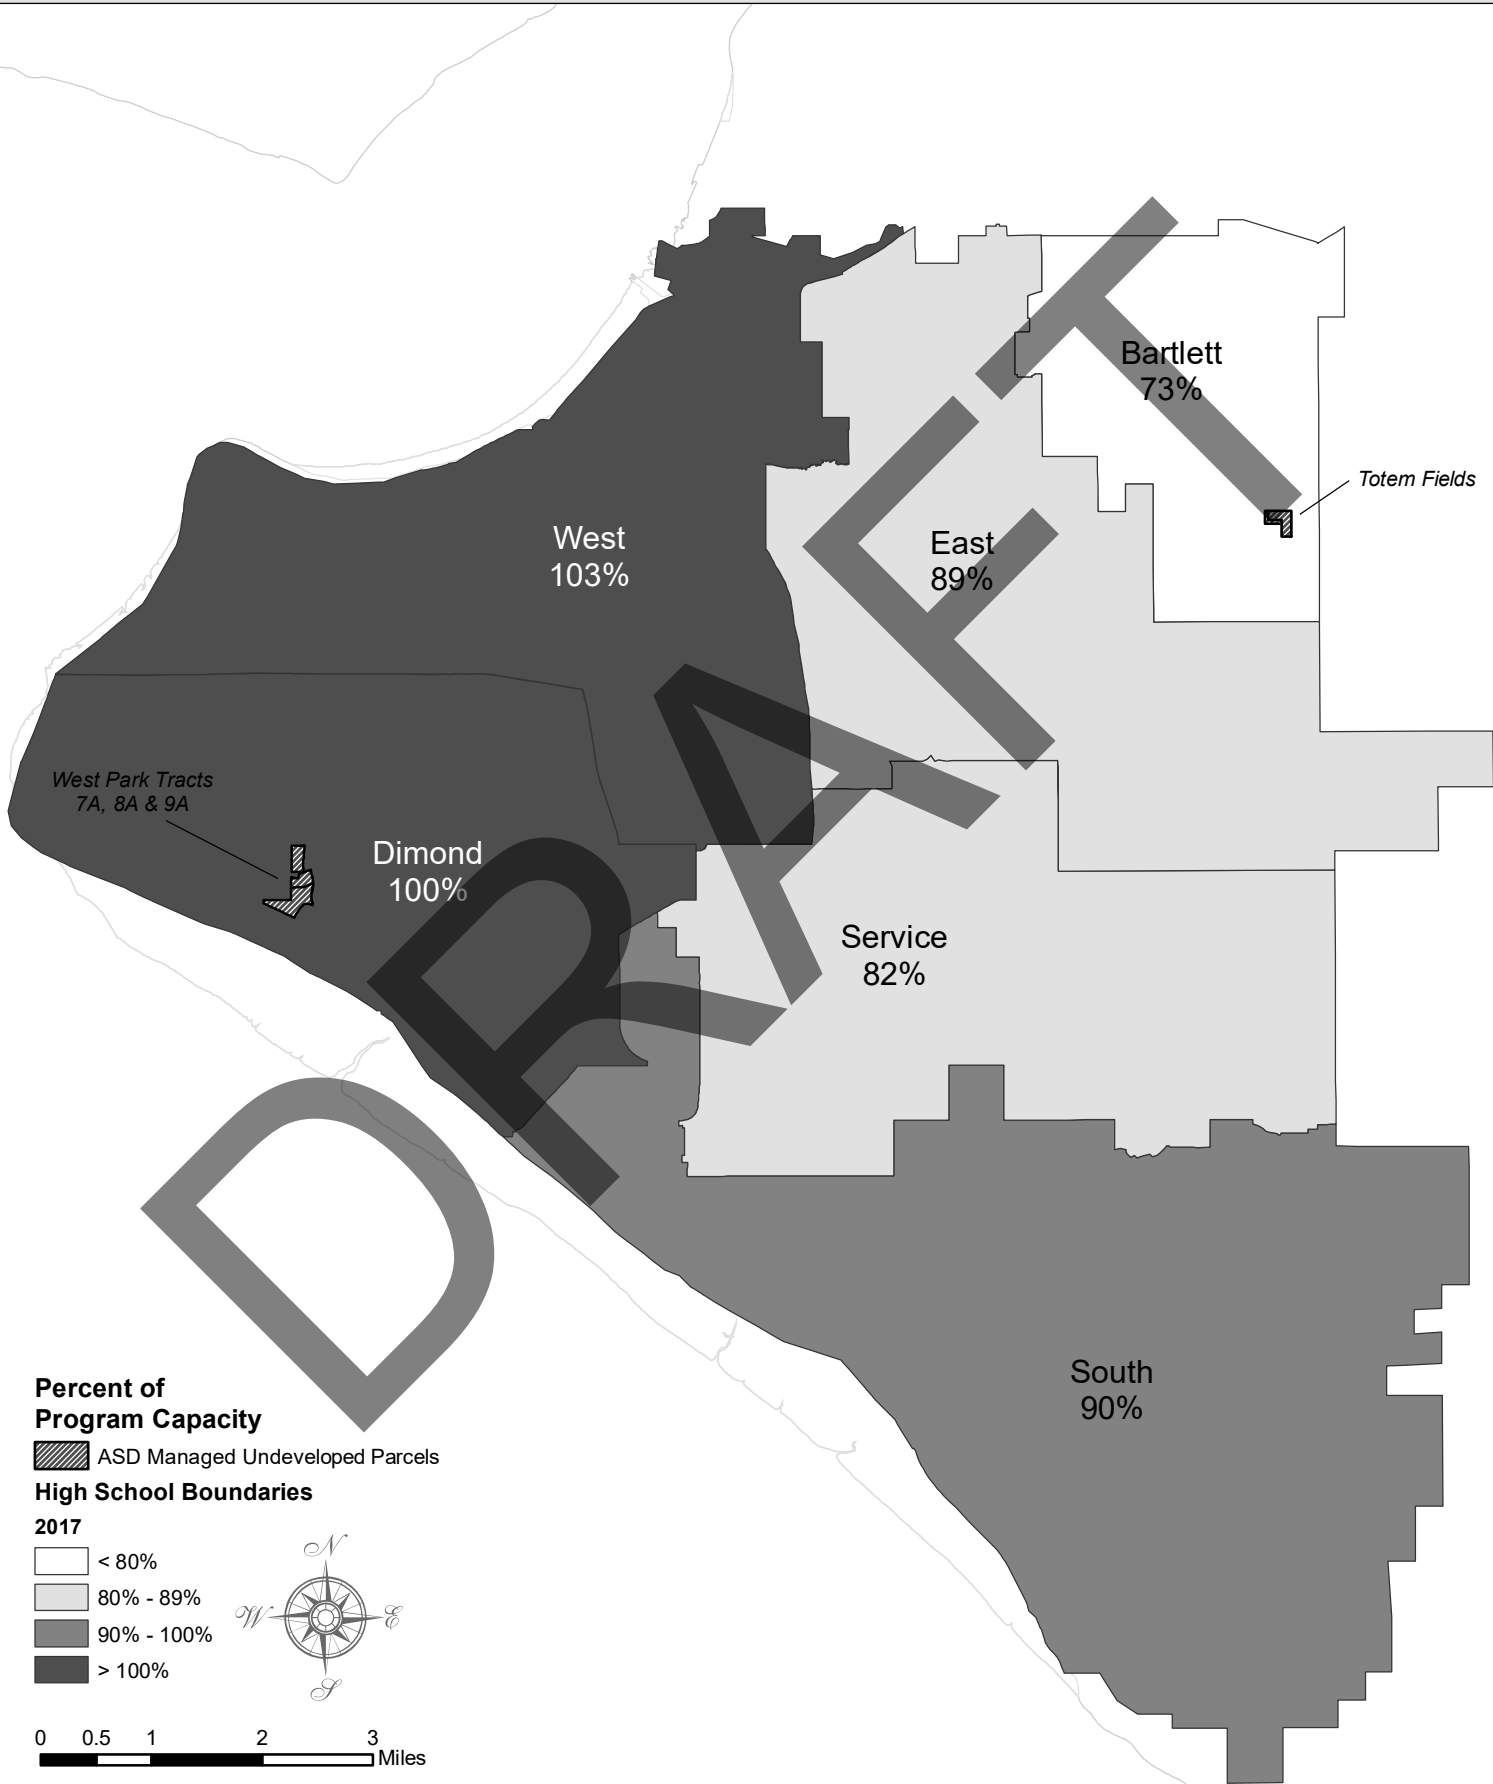 Bartlett
73%
Totem Fields
West
103%
East
89%
West Park Tracts
7A, 8A & 9A
Dimond
100%
Service
82%
DRAFT
South
90%
Percent of
Program Capacity
ASD Managed Undeveloped Parcels
High School Boundaries
2017
< 80%
80% - 89%
90% - 100%
> 100%
N
W
E
S
0 0.5 1 2 3
Miles